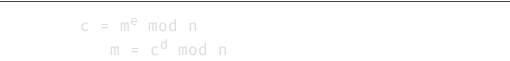 c = m^e mod n
m = c^d mod n